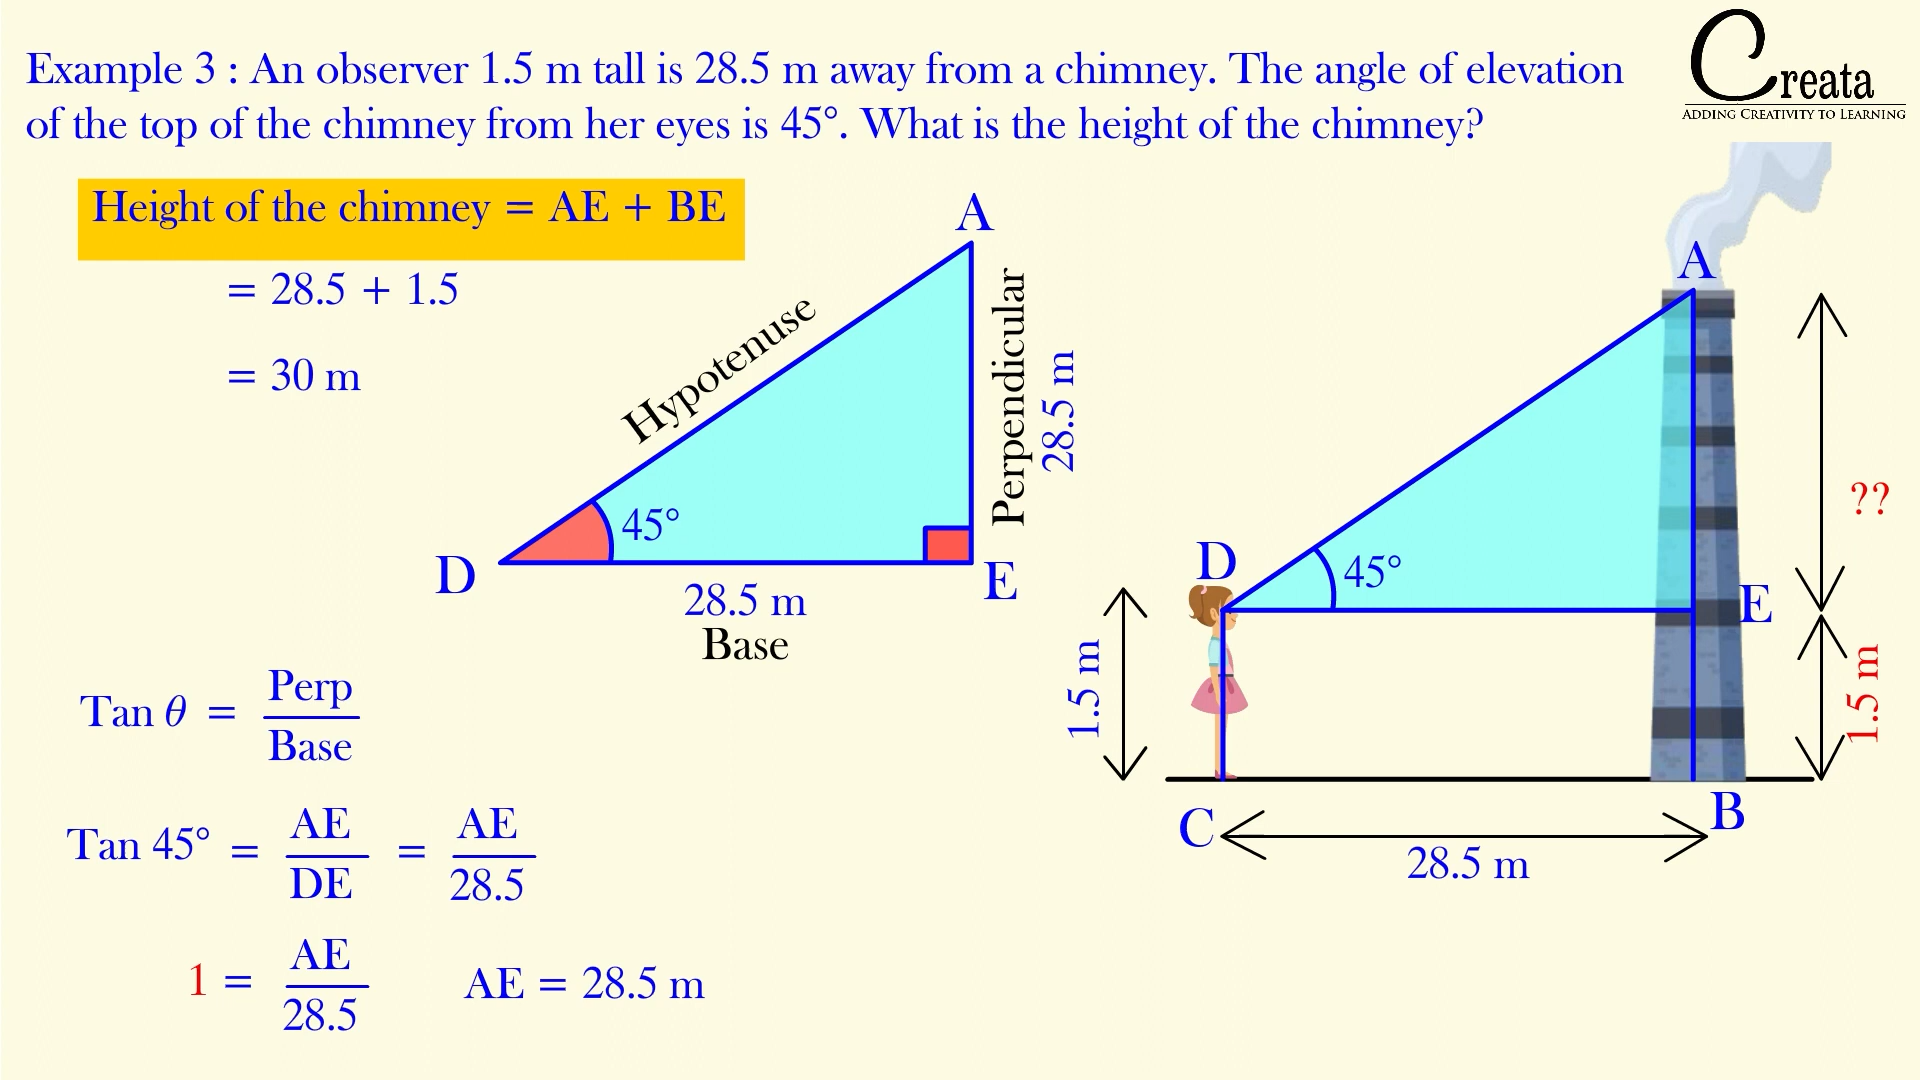 Example 3 : An observer 1.5 m tall is 28.5 m away from a chimney. The angle of elevation
of the top of the chimney from her eyes is 45°. What is the height of the chimney?
Creata
ADDING CREATIVITY TO LEARNING
Height of the chimney = AE + BE
= 28.5 + 1.5
= 30 m
A
Hypotenuse
Perpendicular
28.5 m
45°
D
E
28.5 m
Base
A
??
D
45°
E
1.5 m
1.5 m
C
B
28.5 m
Tan θ = Perp
Base
Tan 45° = AE = AE
DE 28.5
1 = AE
28.5
AE = 28.5 m